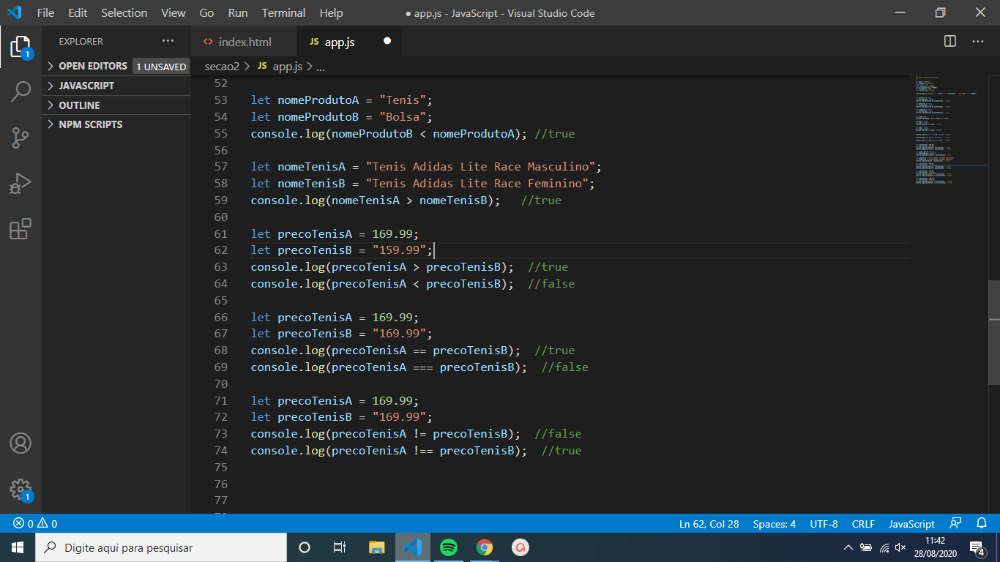 File Edit Selection View Go Run Terminal Help ● app.js - JavaScript - Visual Studio Code
EXPLORER ··· <> index.html JS app.js ● ···
1
OPEN EDITORS 1 UNSAVED
JAVASCRIPT
OUTLINE
NPM SCRIPTS
secao2 > JS app.js > ...
52
53 let nomeProdutoA = "Tenis";
54 let nomeProdutoB = "Bolsa";
55 console.log(nomeProdutoB < nomeProdutoA); //true
56
57 let nomeTenisA = "Tenis Adidas Lite Race Masculino";
58 let nomeTenisB = "Tenis Adidas Lite Race Feminino";
59 console.log(nomeTenisA > nomeTenisB);   //true
60
61 let precoTenisA = 169.99;
62 let precoTenisB = "159.99";
63 console.log(precoTenisA > precoTenisB);  //true
64 console.log(precoTenisA < precoTenisB);  //false
65
66 let precoTenisA = 169.99;
67 let precoTenisB = "169.99";
68 console.log(precoTenisA == precoTenisB);  //true
69 console.log(precoTenisA === precoTenisB);  //false
70
71 let precoTenisA = 169.99;
72 let precoTenisB = "169.99";
73 console.log(precoTenisA != precoTenisB);  //false
74 console.log(precoTenisA !== precoTenisB);  //true
75
76
77
1
0 0 Ln 62, Col 28 Spaces: 4 UTF-8 CRLF JavaScript
Digite aqui para pesquisar
11:42
28/08/2020
4